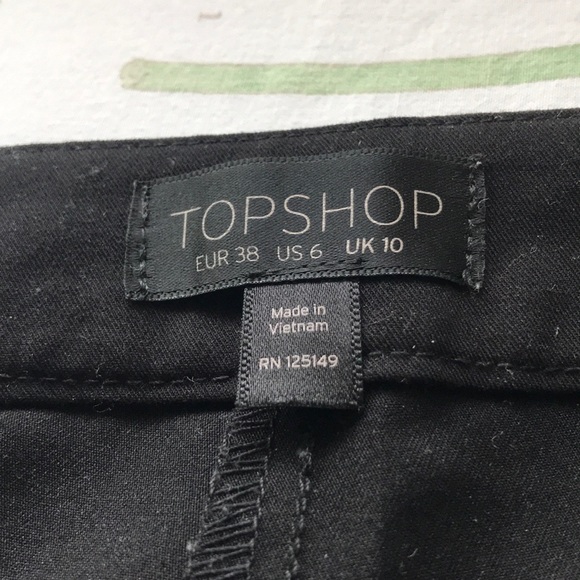 TOPSHOP
EUR 38 US 6 UK 10
Made in
Vietnam
RN 125149